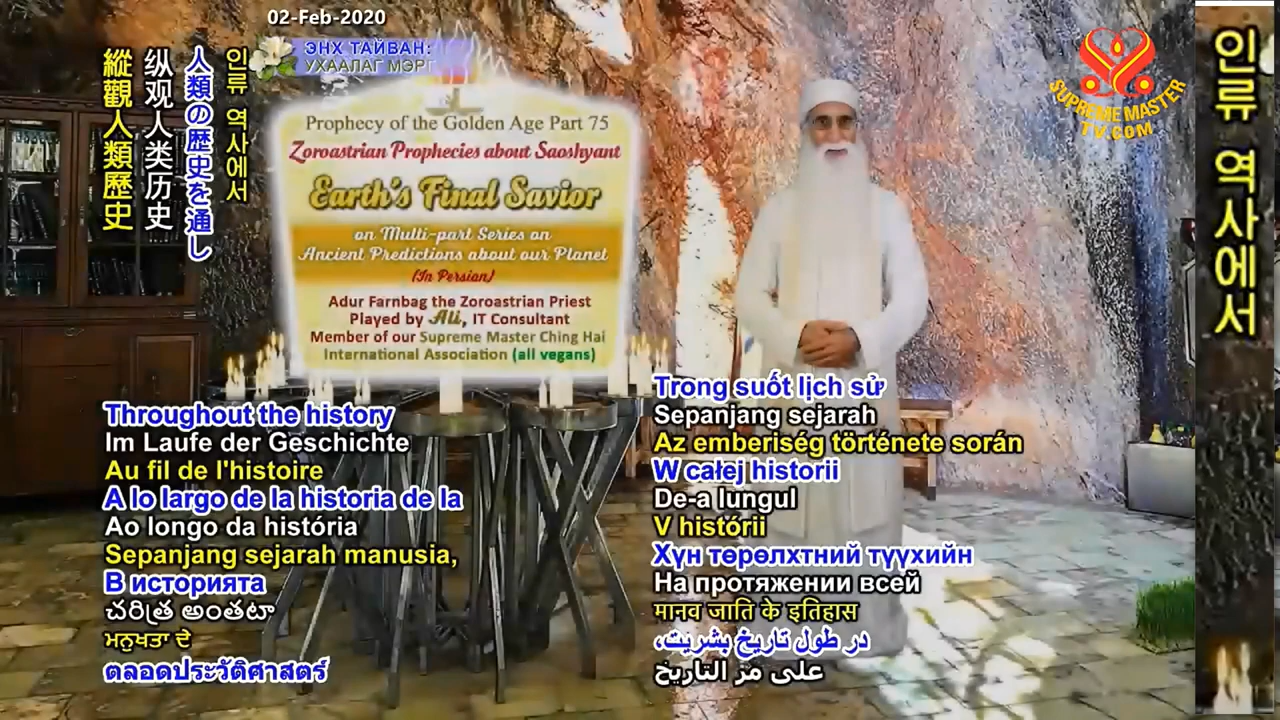 02-Feb-2020
ЭНХ ТАЙВАН:
УХААЛАГ МЭРГ
인류 역사에서
人類の歴史を通し
纵观人类历史
縱觀人類歷史
SUPREME MASTER
TV.COM
Prophecy of the Golden Age Part 75
Zoroastrian Prophecies about Saoshyant
Earth's Final Savior
on Multi-part Series on
Ancient Predictions about our Planet
(In Persian)
Adur Farnbag the Zoroastrian Priest
Played by Ali, IT Consultant
Member of our Supreme Master Ching Hai
International Association (all vegans)
Throughout the history
Im Laufe der Geschichte
Au fil de l'histoire
A lo largo de la historia de la
Ao longo da história
Sepanjang sejarah manusia,
В историята
చరిత్ర అంతటా
ਮਨੁਖਤਾ ਦੇ
ตลอดประวัติศาสตร์
Trong suốt lịch sử
Sepanjang sejarah
Az emberiség története során
W całej historii
De-a lungul
V histórii
Хүн төрөлхтний түүхийн
На протяжении всей
मानव जाति के इतिहास
در طول تاریخ بشریت،
على مرّ التاريخ
인류 역사에서